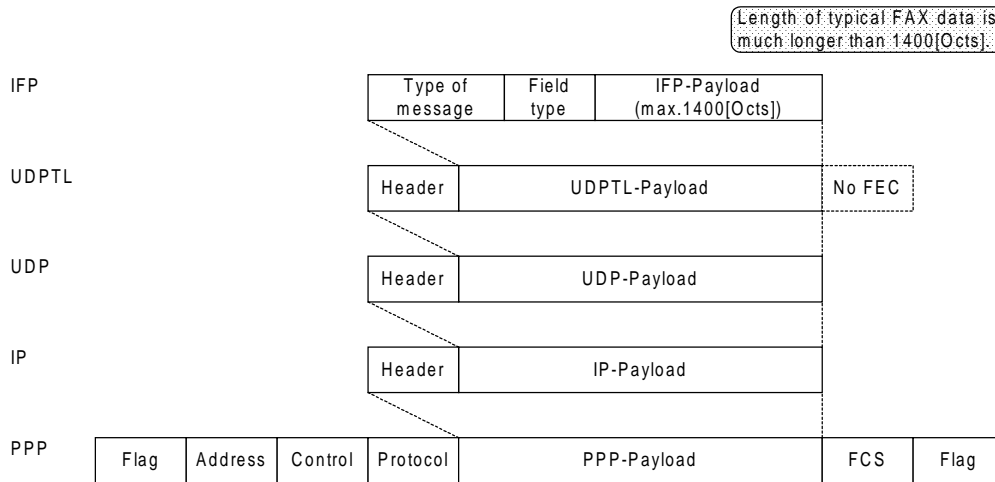 Length of typical FAX data is
much longer than 1400[Octs].
IFP
Type of
message
Field
type
IFP-Payload
(max.1400[Octs])
UDPTL
Header
UDPTL-Payload
No FEC
UDP
Header
UDP-Payload
IP
Header
IP-Payload
PPP
Flag
Address
Control
Protocol
PPP-Payload
FCS
Flag